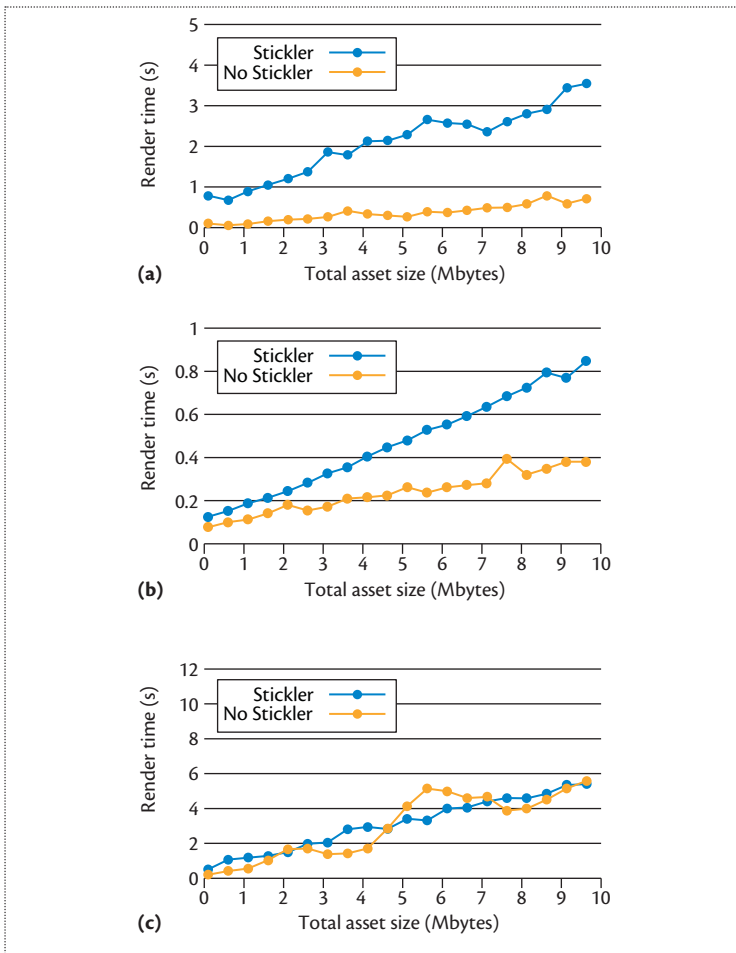 5
4
3
2
1
0
Render time (s)
Stickler
No Stickler
0 1 2 3 4 5 6 7 8 9 10
(a)
Total asset size (Mbytes)
1
0.8
0.6
0.4
0.2
0
Render time (s)
Stickler
No Stickler
0 1 2 3 4 5 6 7 8 9 10
(b)
Total asset size (Mbytes)
12
10
8
6
4
2
0
Render time (s)
Stickler
No Stickler
0 1 2 3 4 5 6 7 8 9 10
(c)
Total asset size (Mbytes)